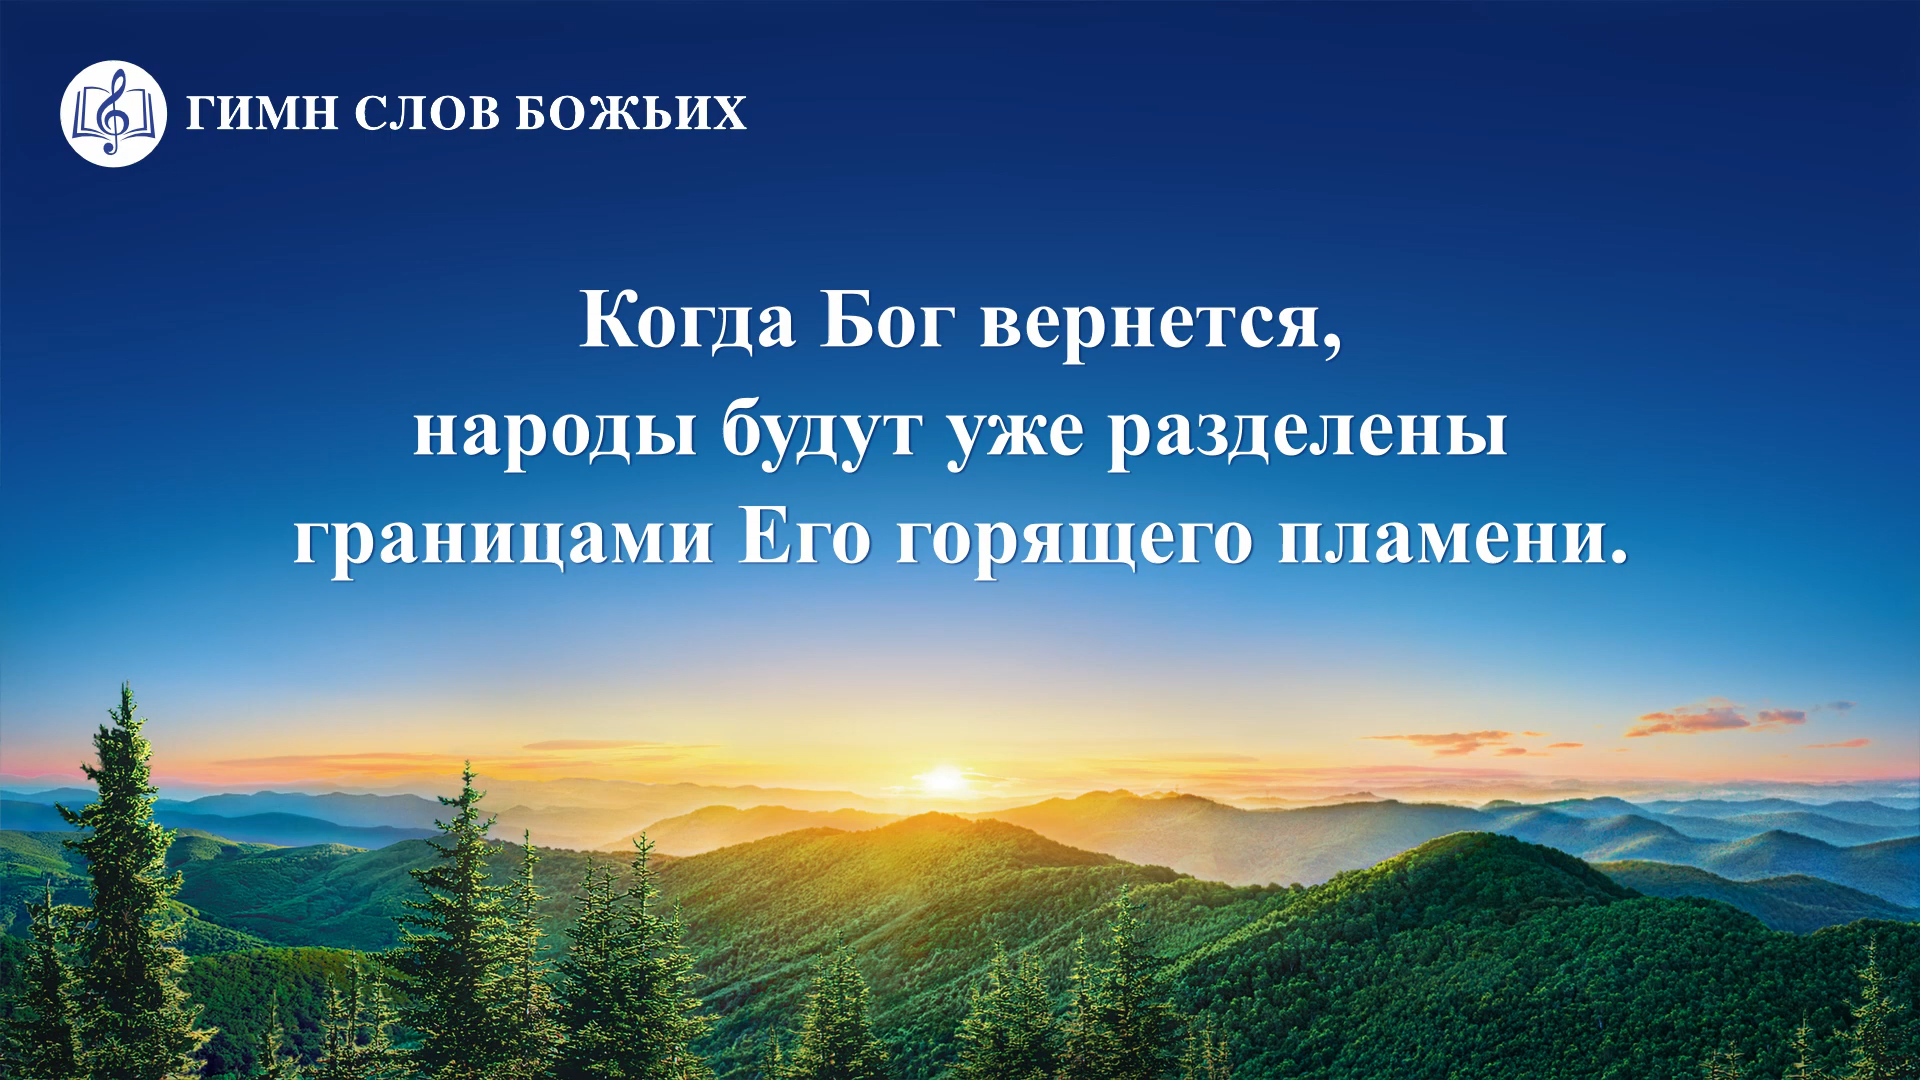 ГИМН СЛОВ БОЖЬИХ
Когда Бог вернется,
народы будут уже разделены
границами Его горящего пламени.